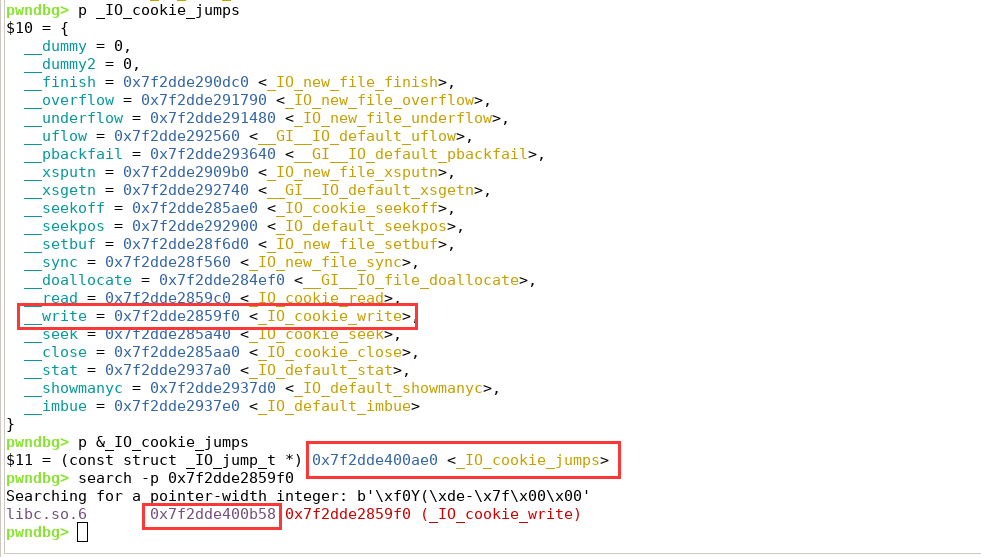 pwndbg> p _IO_cookie_jumps
$10 = {
  __dummy = 0,
  __dummy2 = 0,
  __finish = 0x7f2dde290dc0 <_IO_new_file_finish>,
  __overflow = 0x7f2dde291790 <_IO_new_file_overflow>,
  __underflow = 0x7f2dde291480 <_IO_new_file_underflow>,
  __uflow = 0x7f2dde292560 <__GI__IO_default_uflow>,
  __pbackfail = 0x7f2dde293640 <__GI__IO_default_pbackfail>,
  __xsputn = 0x7f2dde2909b0 <_IO_new_file_xsputn>,
  __xsgetn = 0x7f2dde292740 <__GI__IO_default_xsgetn>,
  __seekoff = 0x7f2dde285ae0 <_IO_cookie_seekoff>,
  __seekpos = 0x7f2dde292900 <_IO_default_seekpos>,
  __setbuf = 0x7f2dde28f6d0 <_IO_new_file_setbuf>,
  __sync = 0x7f2dde28f560 <_IO_new_file_sync>,
  __doallocate = 0x7f2dde284ef0 <__GI__IO_file_doallocate>,
  __read = 0x7f2dde2859c0 <_IO_cookie_read>,
  __write = 0x7f2dde2859f0 <_IO_cookie_write>,
  __seek = 0x7f2dde285a40 <_IO_cookie_seek>,
  __close = 0x7f2dde285aa0 <_IO_cookie_close>,
  __stat = 0x7f2dde2937a0 <_IO_default_stat>,
  __showmanyc = 0x7f2dde2937d0 <_IO_default_showmanyc>,
  __imbue = 0x7f2dde2937e0 <_IO_default_imbue>
}
pwndbg> p &_IO_cookie_jumps
$11 = (const struct _IO_jump_t *) 0x7f2dde400ae0 <_IO_cookie_jumps>
pwndbg> search -p 0x7f2dde2859f0
Searching for a pointer-width integer: b'\xf0Y(\xde-\x7f\x00\x00'
libc.so.6       0x7f2dde400b58 0x7f2dde2859f0 (_IO_cookie_write)
pwndbg>